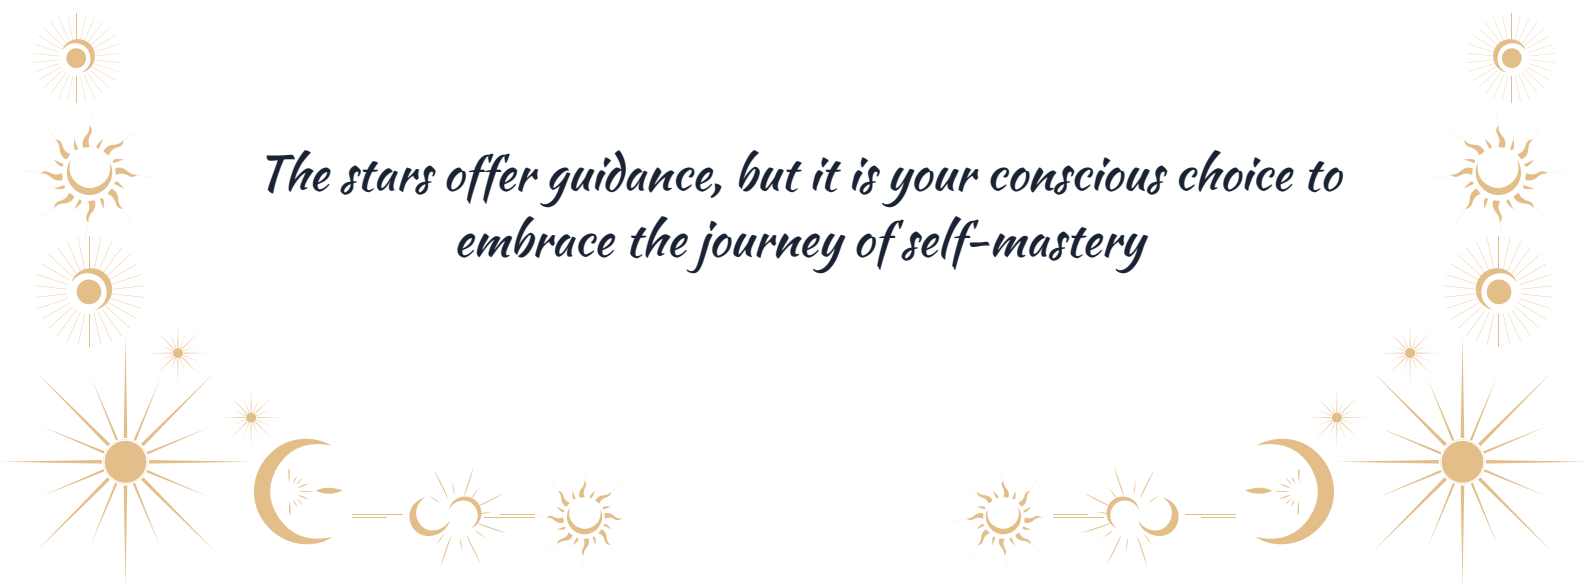 The stars offer guidance, but it is your conscious choice to
embrace the journey of self-mastery